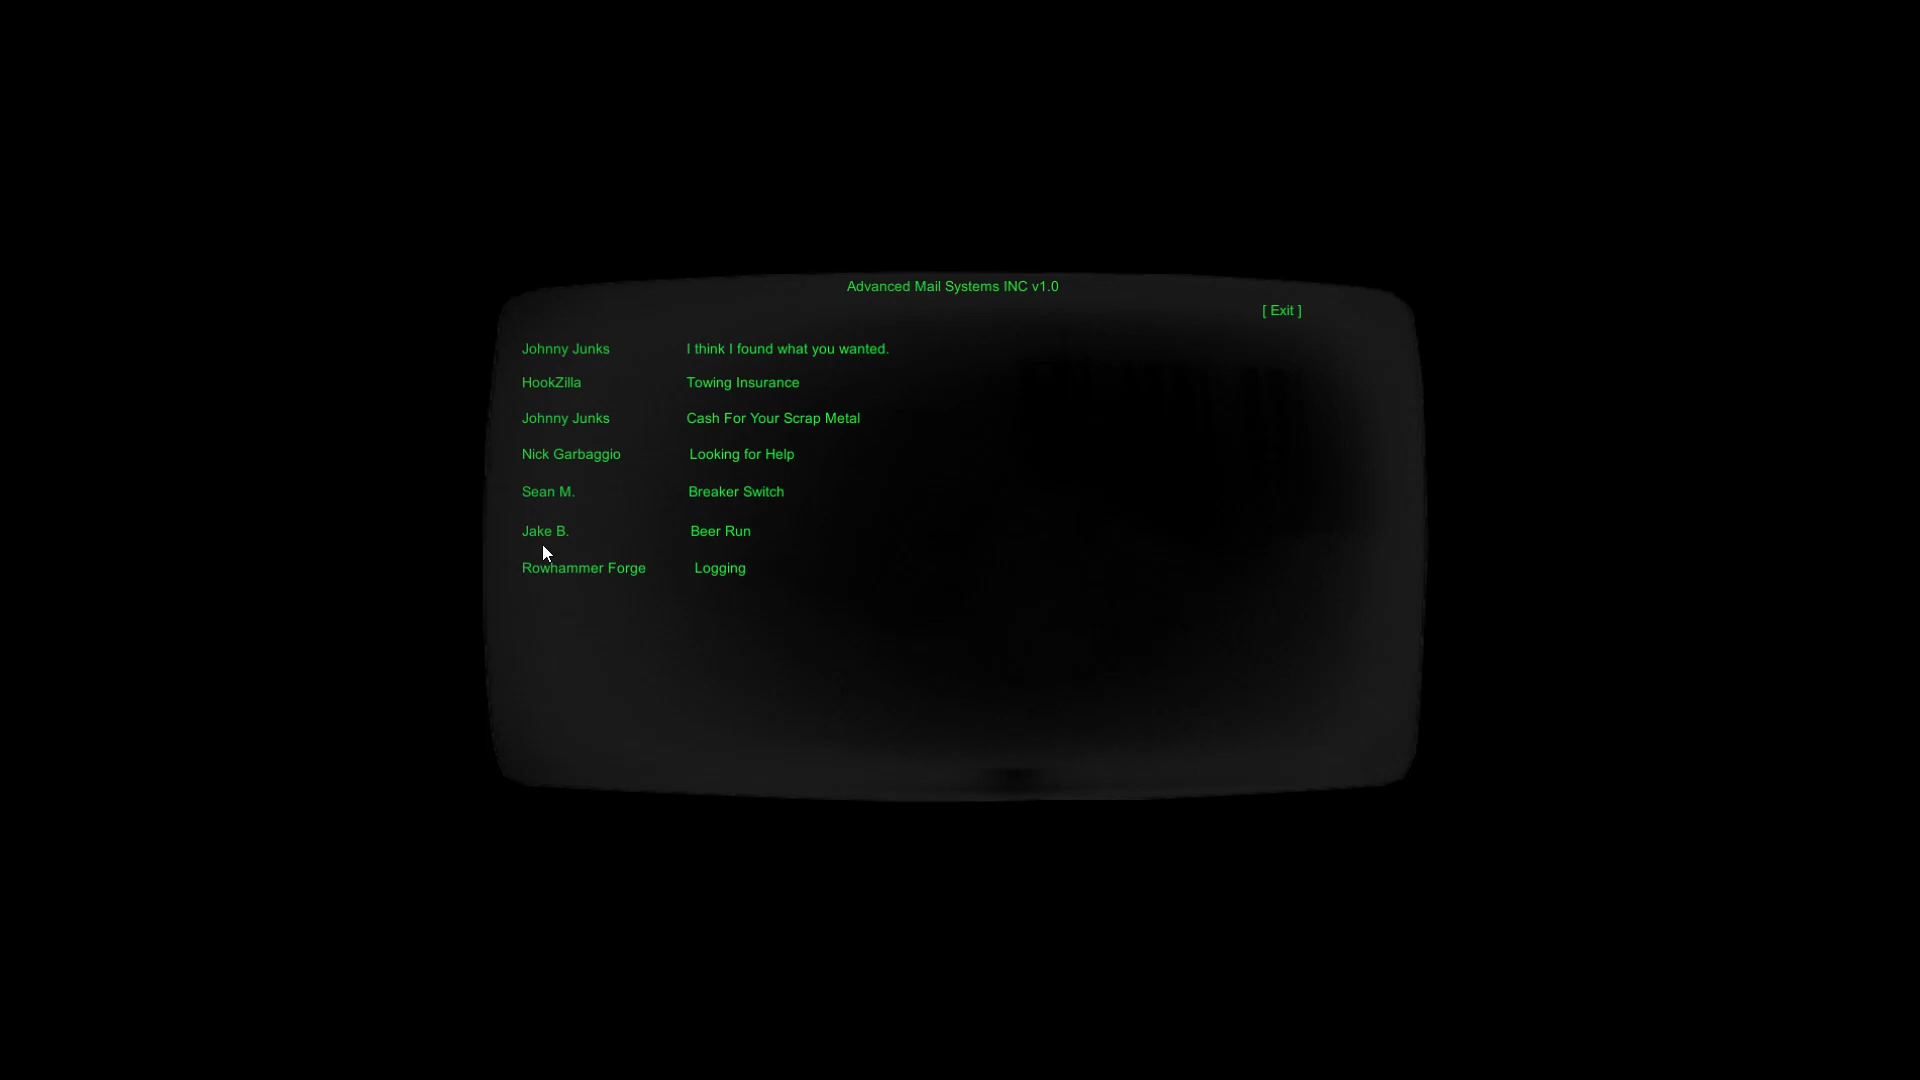 Advanced Mail Systems INC v1.0
[ Exit ]
Johnny Junks I think I found what you wanted.
HookZilla Towing Insurance
Johnny Junks Cash For Your Scrap Metal
Nick Garbaggio Looking for Help
Sean M. Breaker Switch
Jake B. Beer Run
Rowhammer Forge Logging